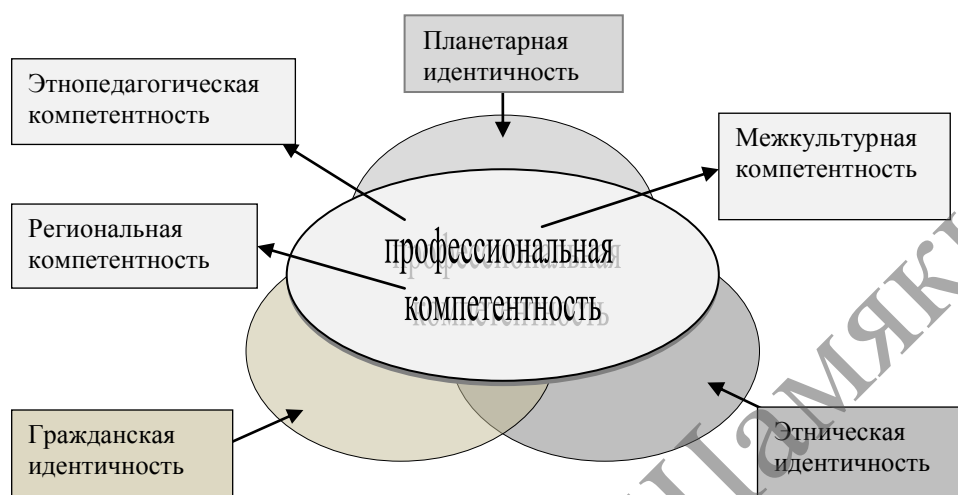 Планетарная
идентичность
Этнопедагогическая
компетентность
Межкультурная
компетентность
Региональная
компетентность
профессиональная
компетентность
Гражданская
идентичность
Этническая
идентичность